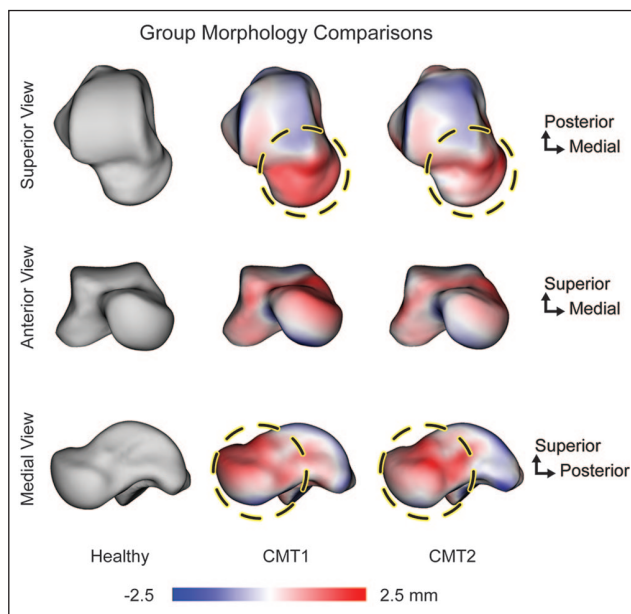 Group Morphology Comparisons
Superior View
Posterior
Medial
Anterior View
Superior
Medial
Medial View
Superior
Posterior
Healthy
CMT1
CMT2
-2.5
2.5 mm